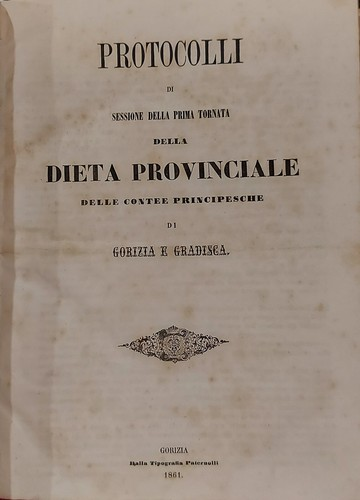 PROTOCOLLI
DI
SESSIONE DELLA PRIMA TORNATA
DELLA
DIETA PROVINCIALE
DELLE CONTEE PRINCIPESCHE
DI
GORIZIA E GRADISCA.
GORIZIA
Dalla Tipografia Paternolli
1861.